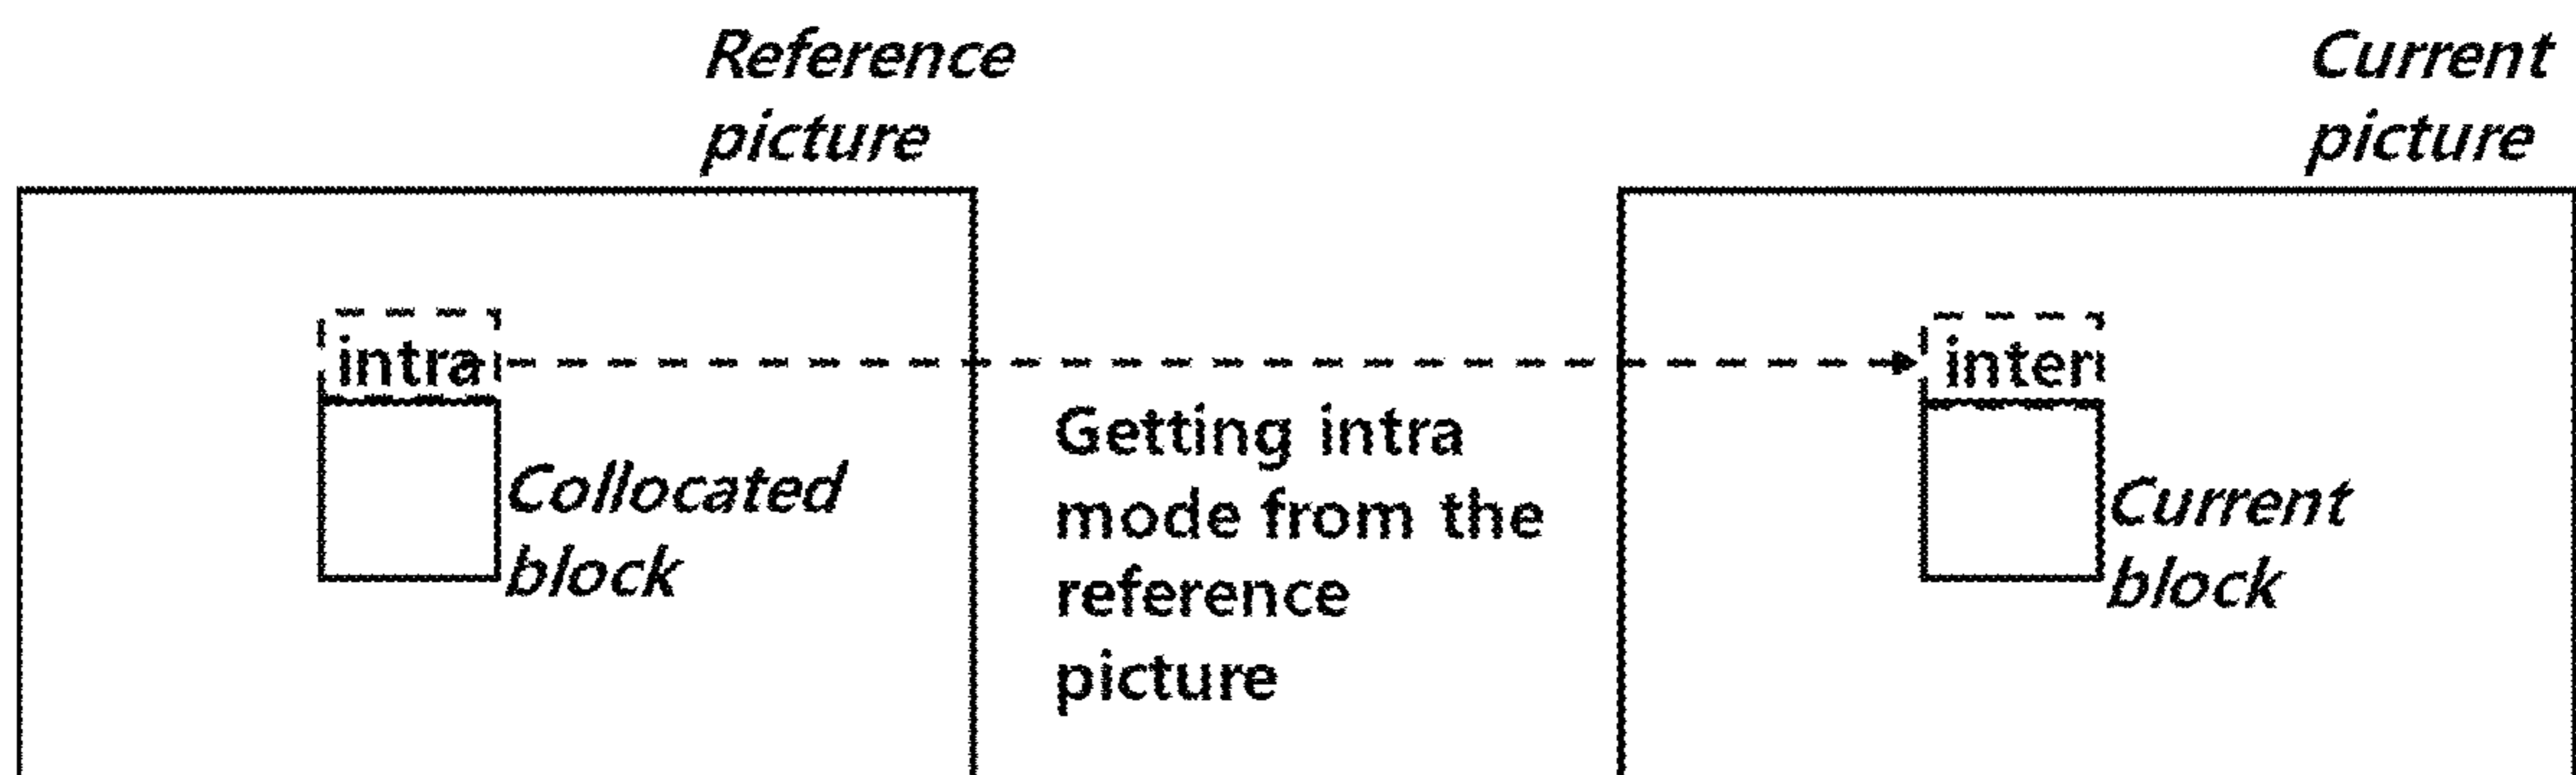 Reference
picture
Current
picture
intra
inter
Collocated
block
Getting intra
mode from the
reference
picture
Current
block